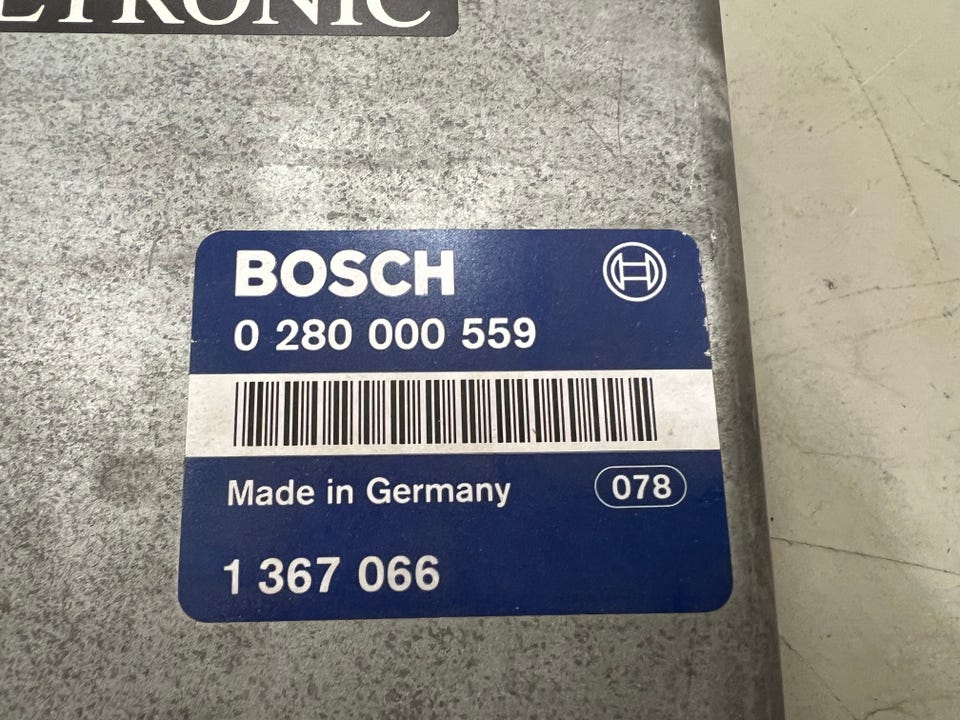 ETRONIC
BOSCH
0 280 000 559
Made in Germany 078
1 367 066